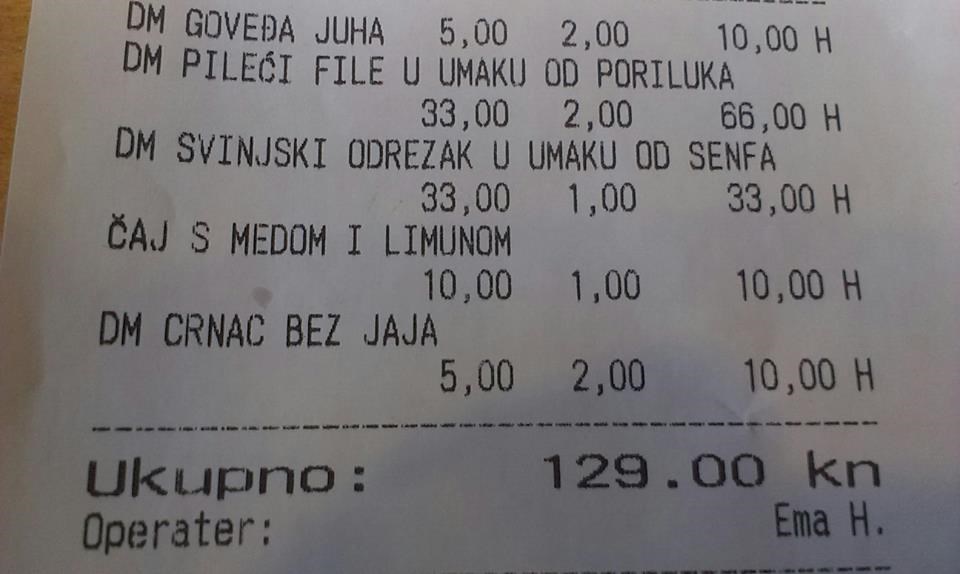 DM GOVEĐA JUHA 5,00 2,00 10,00 H
DM PILEĆI FILE U UMAKU OD PORILUKA
33,00 2,00 66,00 H
DM SVINJSKI ODREZAK U UMAKU OD SENFA
33,00 1,00 33,00 H
ČAJ S MEDOM I LIMUNOM
10,00 1,00 10,00 H
DM CRNAC BEZ JAJA
5,00 2,00 10,00 H
Ukupno: 129.00 kn
Operater: Ema H.